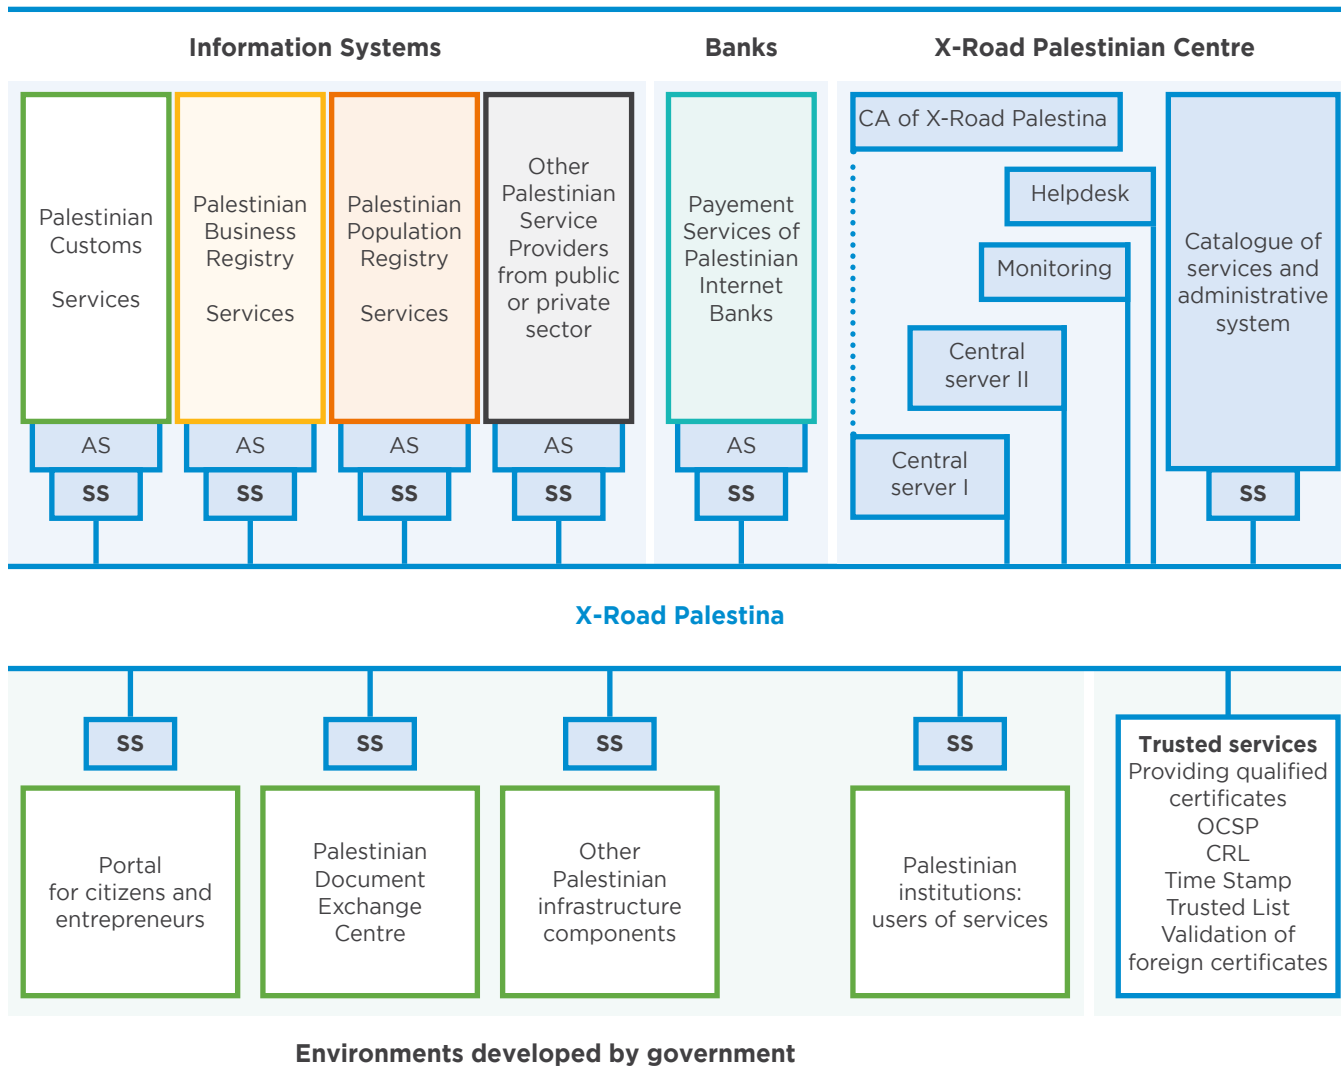 Information Systems
Banks
X-Road Palestinian Centre
Palestinian
Customs
Services
Palestinian
Business
Registry
Services
Palestinian
Population
Registry
Services
Other
Palestinian
Service
Providers
from public
or private
sector
Payement
Services of
Palestinian
Internet
Banks
CA of X-Road Palestina
Helpdesk
Monitoring
Central
server II
Central
server I
Catalogue of
services and
administrative
system
AS
AS
AS
AS
AS
SS
SS
SS
SS
SS
SS
X-Road Palestina
SS
SS
SS
SS
Portal
for citizens and
entrepreneurs
Palestinian
Document
Exchange
Centre
Other
Palestinian
infrastructure
components
Palestinian
institutions:
users of services
Trusted services
Providing qualified
certificates
OCSP
CRL
Time Stamp
Trusted List
Validation of
foreign certificates
Environments developed by government